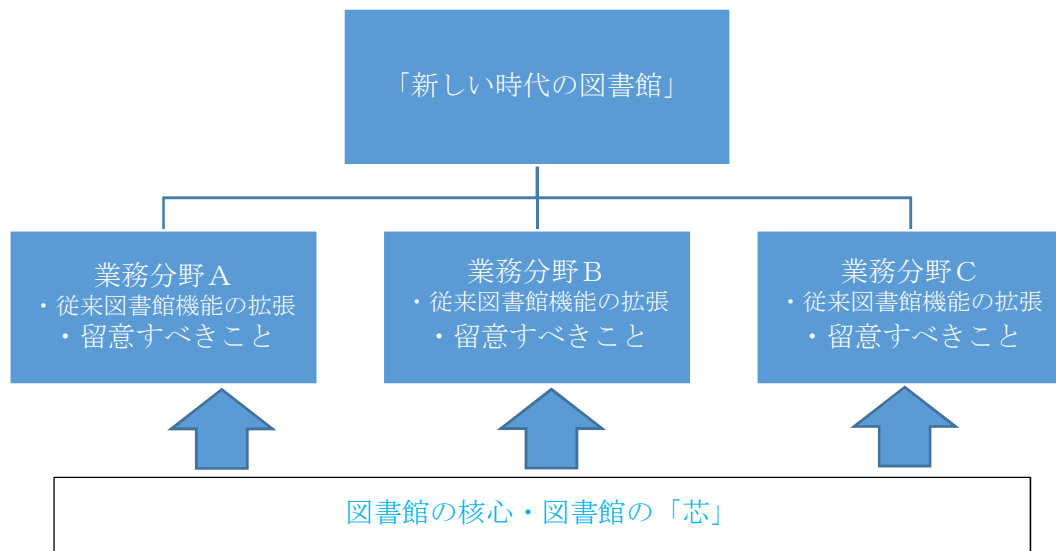 「新しい時代の図書館」
業務分野Ａ
・従来図書館機能の拡張
・留意すべきこと
業務分野Ｂ
・従来図書館機能の拡張
・留意すべきこと
業務分野Ｃ
・従来図書館機能の拡張
・留意すべきこと
図書館の核心・図書館の「芯」